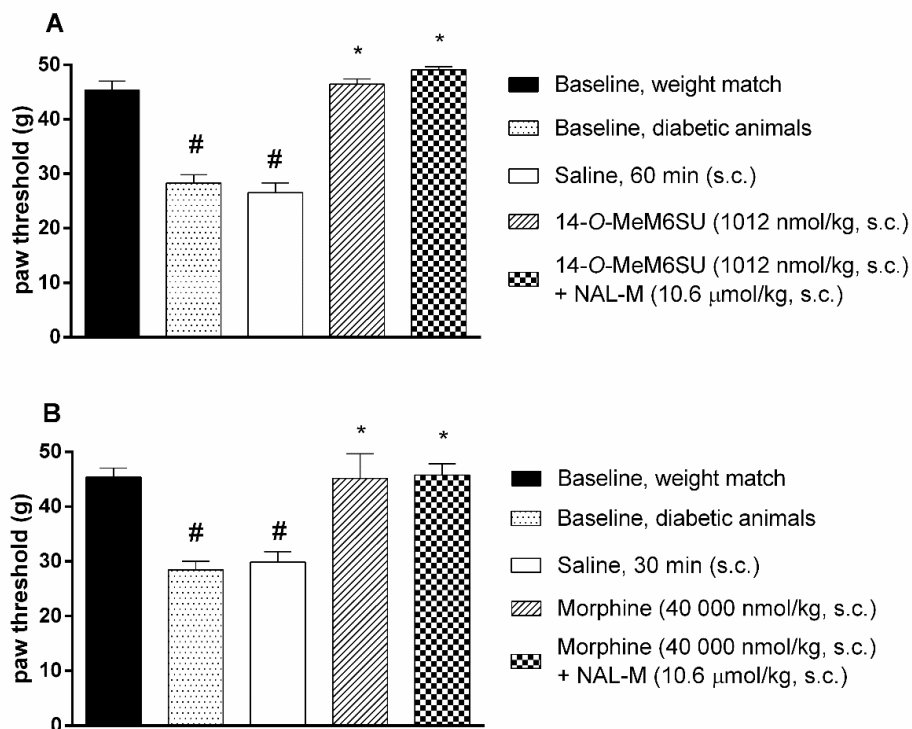 A
paw threshold (g)
50
40
30
20
10
0
#
#
*
*
Baseline, weight match
Baseline, diabetic animals
Saline, 60 min (s.c.)
14-O-MeM6SU (1012 nmol/kg, s.c.)
14-O-MeM6SU (1012 nmol/kg, s.c.)
+ NAL-M (10.6 μmol/kg, s.c.)
B
paw threshold (g)
50
40
30
20
10
0
#
#
*
*
Baseline, weight match
Baseline, diabetic animals
Saline, 30 min (s.c.)
Morphine (40 000 nmol/kg, s.c.)
Morphine (40 000 nmol/kg, s.c.)
+ NAL-M (10.6 μmol/kg, s.c.)